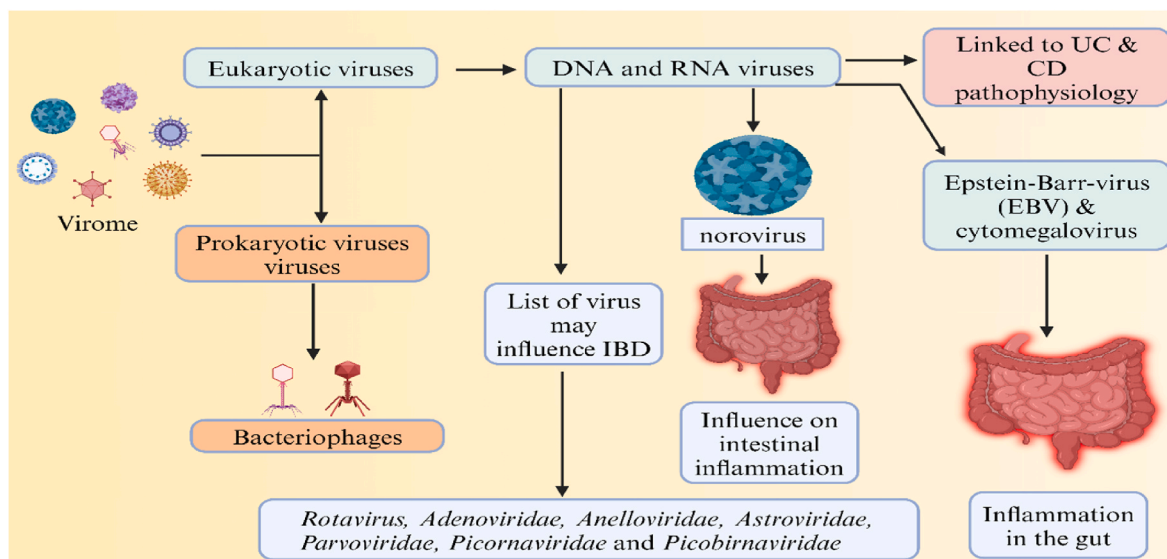 Eukaryotic viruses
DNA and RNA viruses
Linked to UC &
CD
pathophysiology
Virome
Prokaryotic viruses
viruses
norovirus
Epstein-Barr-virus
(EBV) &
cytomegalovirus
List of virus
may
influence IBD
Bacteriophages
Influence on
intestinal
inflammation
Rotavirus, Adenoviridae, Anelloviridae, Astroviridae,
Parvoviridae, Picornaviridae and Picobirnaviridae
Inflammation
in the gut